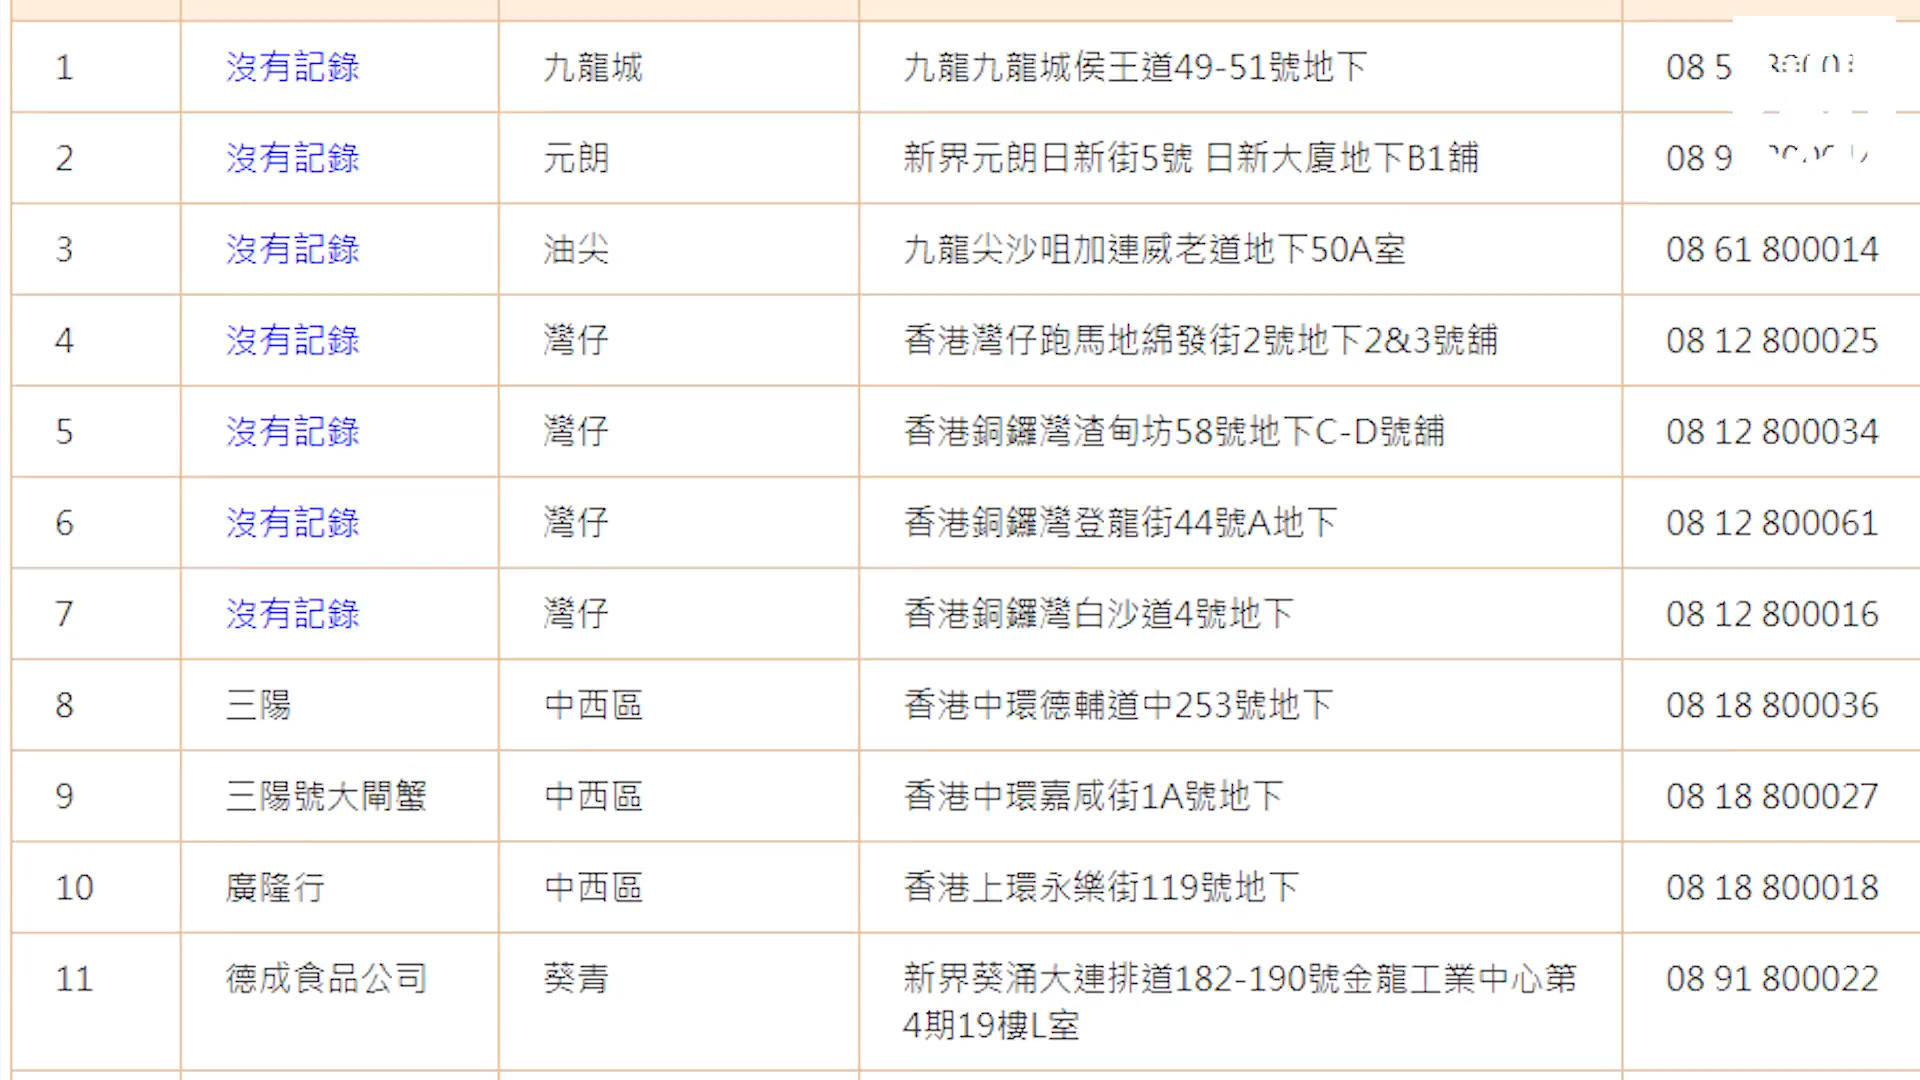 1 沒有記錄 九龍城 九龍九龍城侯王道49-51號地下 08 5
2 沒有記錄 元朗 新界元朗日新街5號 日新大廈地下B1舖 08 9
3 沒有記錄 油尖 九龍尖沙咀加連威老道地下50A室 08 61 800014
4 沒有記錄 灣仔 香港灣仔跑馬地綿發街2號地下2&3號舖 08 12 800025
5 沒有記錄 灣仔 香港銅鑼灣渣甸坊58號地下C-D號舖 08 12 800034
6 沒有記錄 灣仔 香港銅鑼灣登龍街44號A地下 08 12 800061
7 沒有記錄 灣仔 香港銅鑼灣白沙道4號地下 08 12 800016
8 三陽 中西區 香港中環德輔道中253號地下 08 18 800036
9 三陽號大閘蟹 中西區 香港中環嘉咸街1A號地下 08 18 800027
10 廣隆行 中西區 香港上環永樂街119號地下 08 18 800018
11 德成食品公司 葵青 新界葵涌大連排道182-190號金龍工業中心第 08 91 800022
4期19樓L室